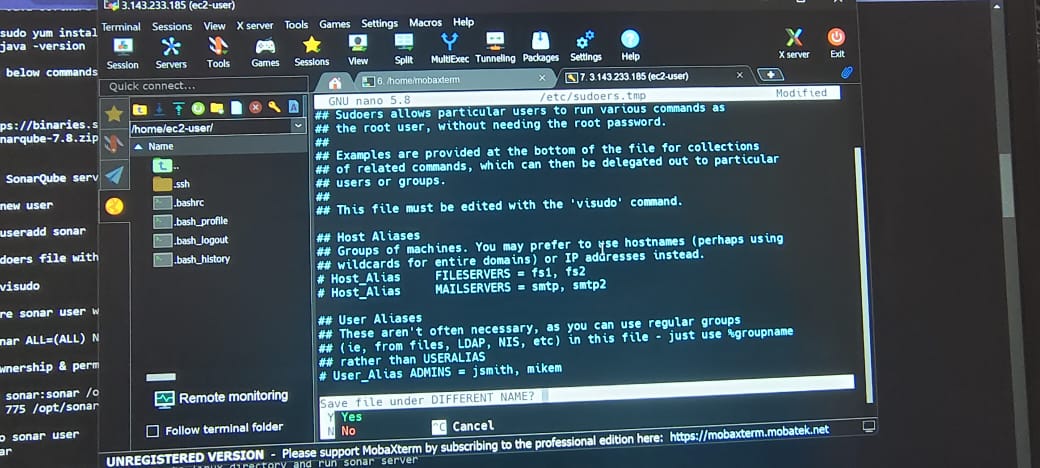 3.143.233.185 (ec2-user)
Terminal Sessions View X server Tools Games Settings Macros Help
Session Servers Tools Games Sessions View Split MultiExec Tunneling Packages Settings Help X server Exit
Quick connect...
6. /home/mobaxterm
7. 3.143.233.185 (ec2-user)
/home/ec2-user/
Name
..
.ssh
.bashrc
.bash_profile
.bash_logout
.bash_history
Remote monitoring
Follow terminal folder
GNU nano 5.8 /etc/sudoers.tmp Modified
## Sudoers allows particular users to run various commands as
## the root user, without needing the root password.
##
## Examples are provided at the bottom of the file for collections
## of related commands, which can then be delegated out to particular
## users or groups.
##
## This file must be edited with the 'visudo' command.
## Host Aliases
## Groups of machines. You may prefer to use hostnames (perhaps using
## wildcards for entire domains) or IP addresses instead.
# Host_Alias FILESERVERS = fs1, fs2
# Host_Alias MAILSERVERS = smtp, smtp2
## User Aliases
## These aren't often necessary, as you can use regular groups
## (ie, from files, LDAP, NIS, etc) in this file - just use %groupname
## rather than USERALIAS
# User_Alias ADMINS = jsmith, mikem
Save file under DIFFERENT NAME?
Y Yes
N No ^C Cancel
UNREGISTERED VERSION - Please support MobaXterm by subscribing to the professional edition here: https://mobaxterm.mobatek.net
sudo yum instal
java -version
below commands
ps://binaries.s
narqube-7.8.zip
SonarQube serv
new user
useradd sonar
doers file with
visudo
re sonar user w
nar ALL=(ALL) N
wnership & perm
sonar:sonar /o
775 /opt/sonar
o sonar user
ar
directory and run sonar server